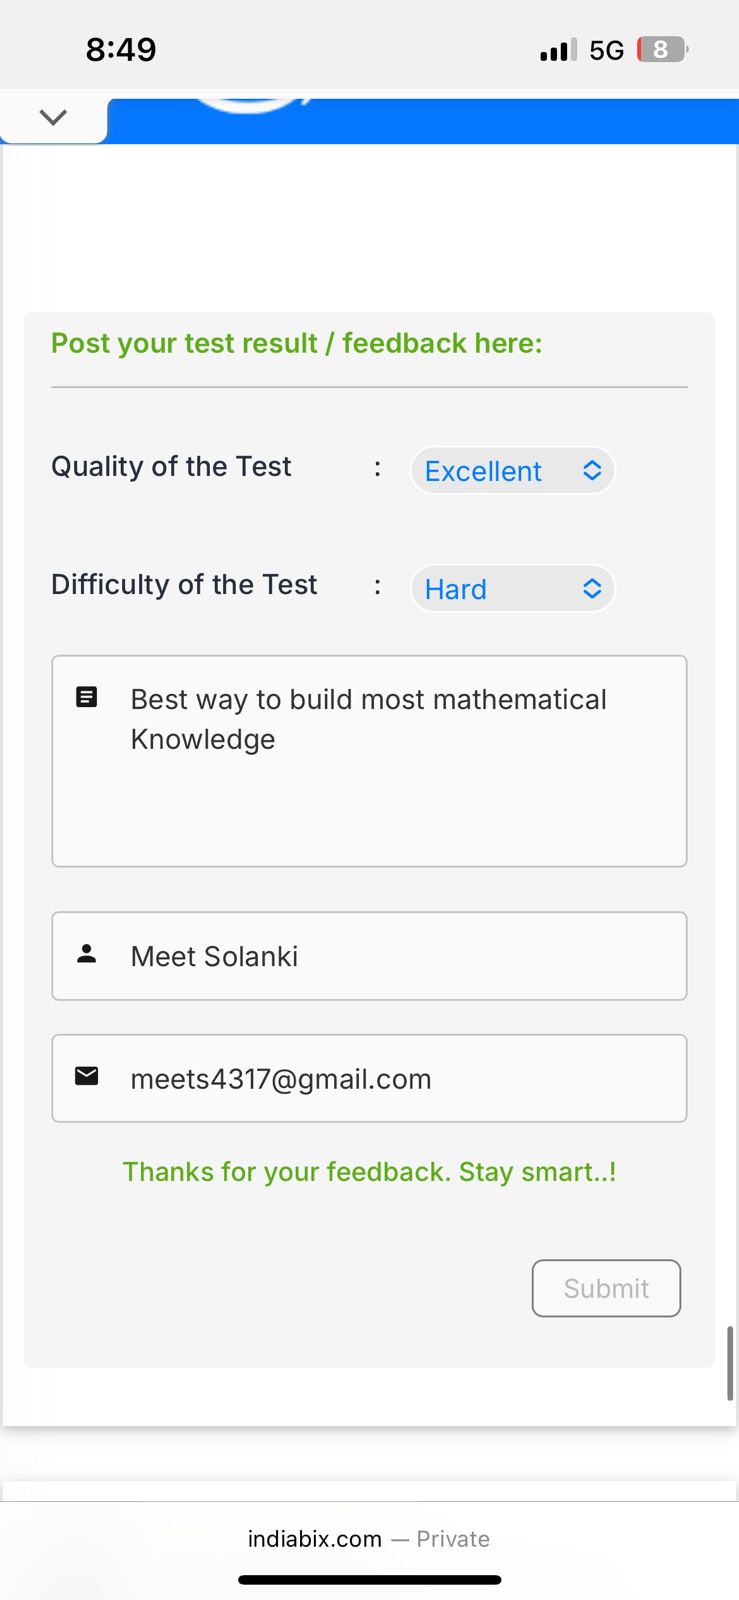 8:49
5G
8
Post your test result / feedback here:
Quality of the Test : Excellent
Difficulty of the Test : Hard
Best way to build most mathematical
Knowledge
Meet Solanki
meets4317@gmail.com
Thanks for your feedback. Stay smart..!
Submit
indiabix.com — Private